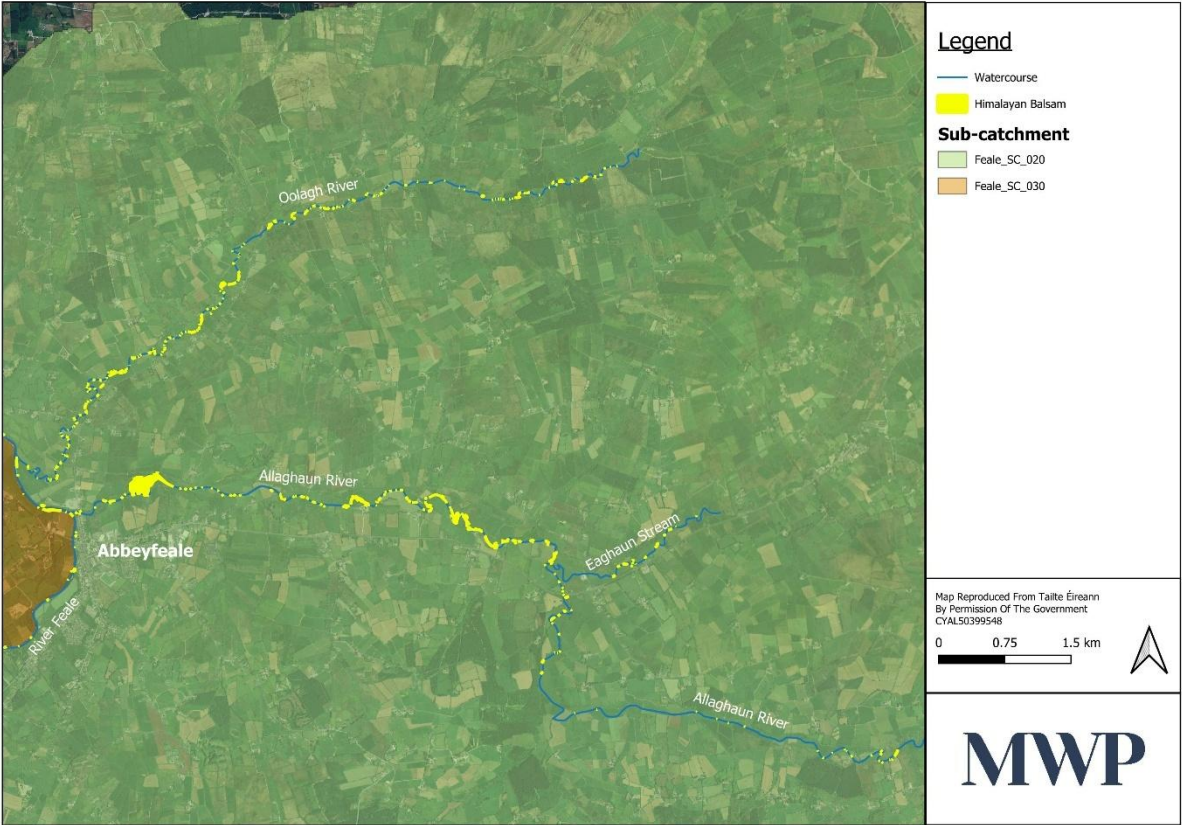 Oolagh River
Allaghaun River
Abbeyfeale
Eaghaun Stream
River Feale
Allaghaun River
Legend
Watercourse
Himalayan Balsam
Sub-catchment
Feale_SC_020
Feale_SC_030
Map Reproduced From Tailte Éireann
By Permission Of The Government
CYAL50399548
0 0.75 1.5 km
MWP